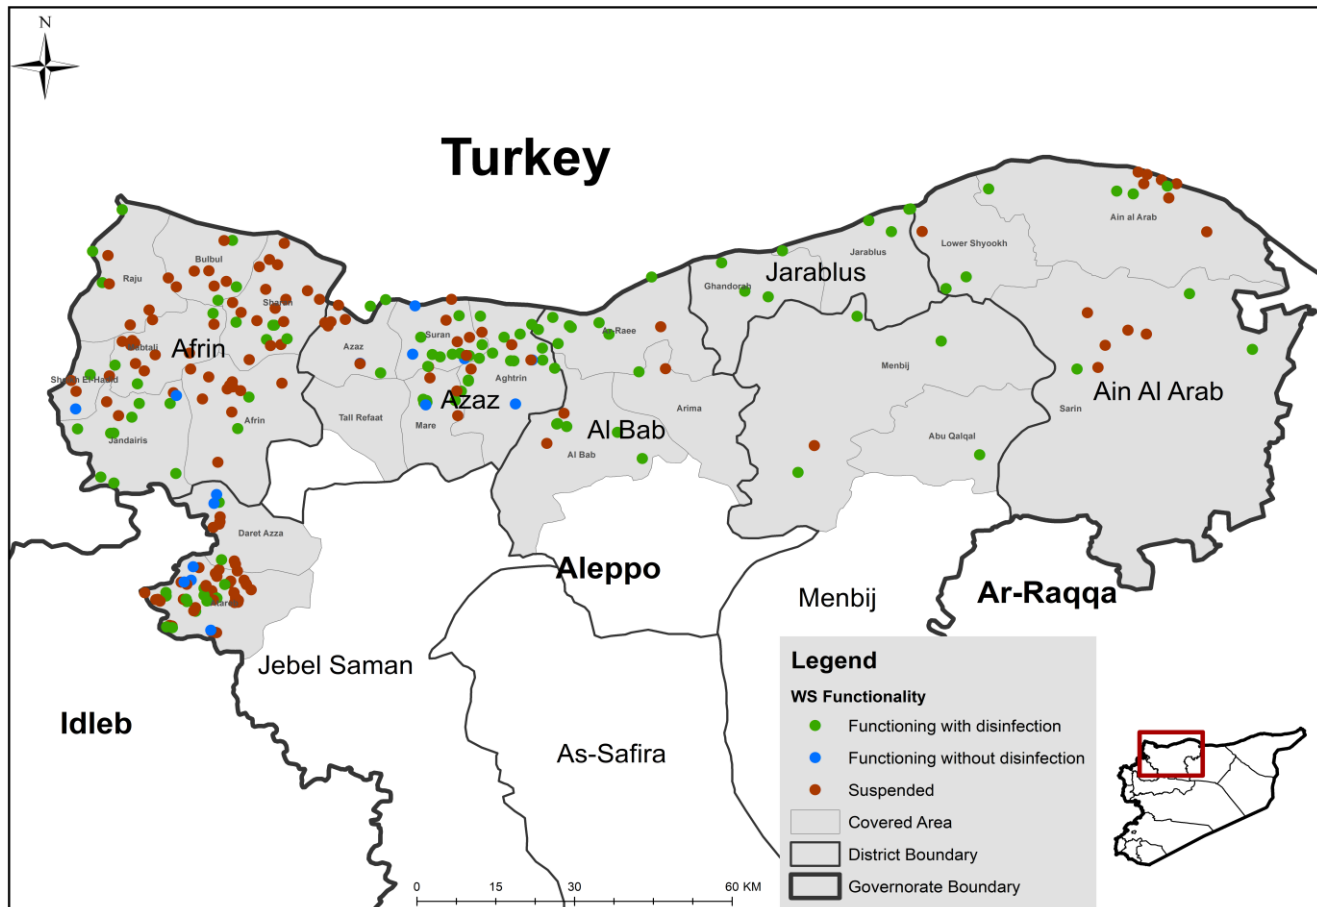 N
Turkey
Ain al Arab
Bulbul
Raju
Jarablus
Lower Shyookh
Jarablus
Ghandorah
Sharan
Suran
Ar-Raee
Azaz
Afrin
Menbij
Aghtrin
Ain Al Arab
Azaz
Arima
Sarin
Tall Refaat
Mare
Afrin
Al Bab
Al Bab
Abu Qalqal
Jandairis
Daret Azza
Aleppo
Menbij
Ar-Raqqa
Jebel Saman
Idleb
As-Safira
Legend
WS Functionality
Functioning with disinfection
Functioning without disinfection
Suspended
Covered Area
District Boundary
Governorate Boundary
0 15 30 60 KM